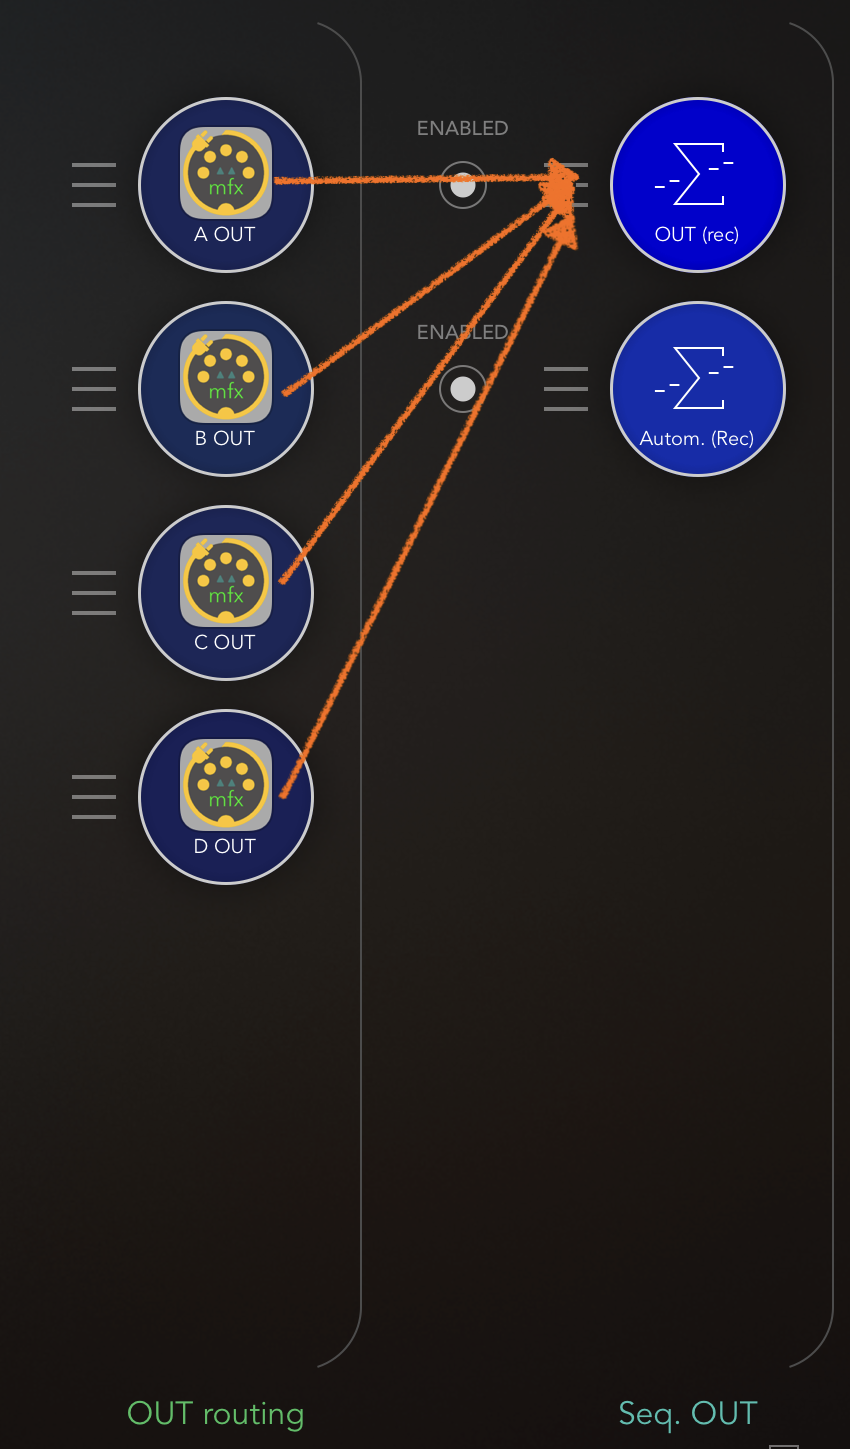 ENABLED
mfx
A OUT
OUT (rec)
ENABLED
mfx
B OUT
Autom. (Rec)
mfx
C OUT
mfx
D OUT
OUT routing
Seq. OUT